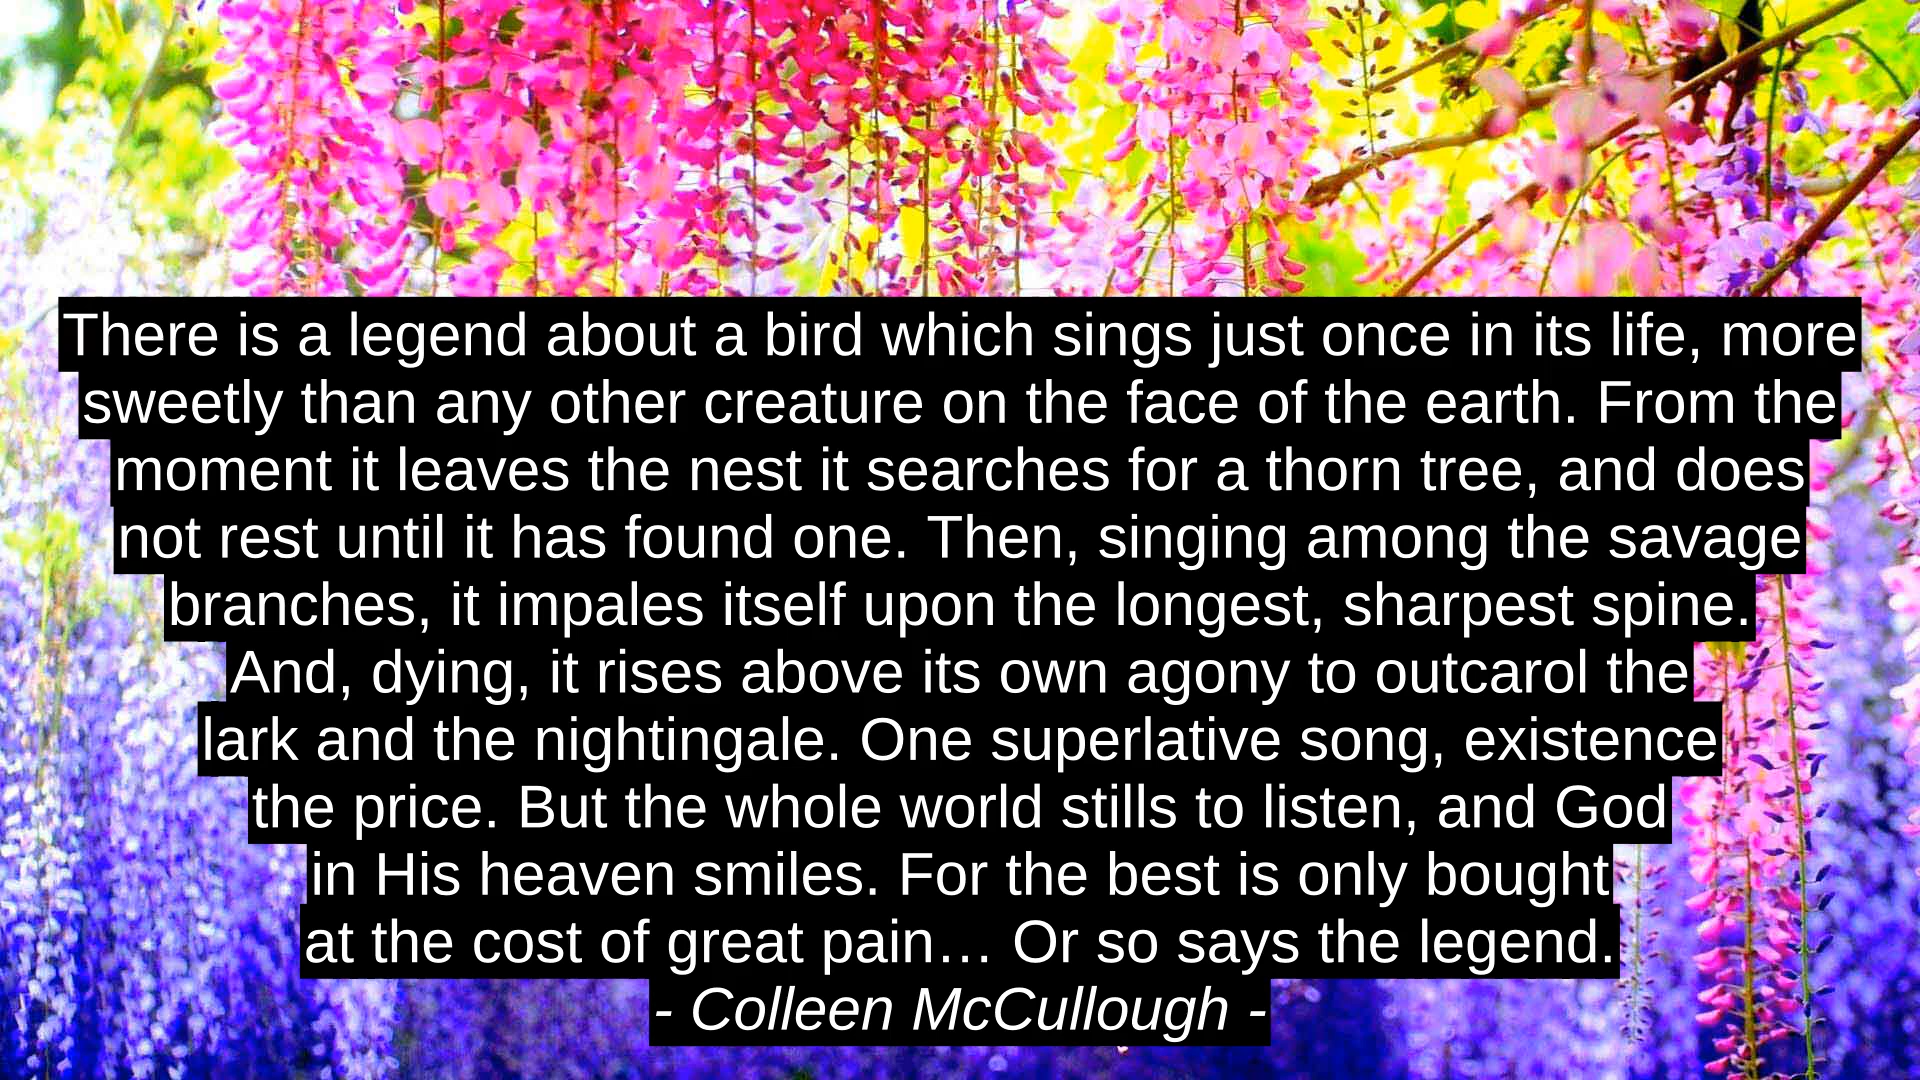 There is a legend about a bird which sings just once in its life, more
sweetly than any other creature on the face of the earth. From the
moment it leaves the nest it searches for a thorn tree, and does
not rest until it has found one. Then, singing among the savage
branches, it impales itself upon the longest, sharpest spine.
And, dying, it rises above its own agony to outcarol the
lark and the nightingale. One superlative song, existence
the price. But the whole world stills to listen, and God
in His heaven smiles. For the best is only bought
at the cost of great pain… Or so says the legend.
- Colleen McCullough -